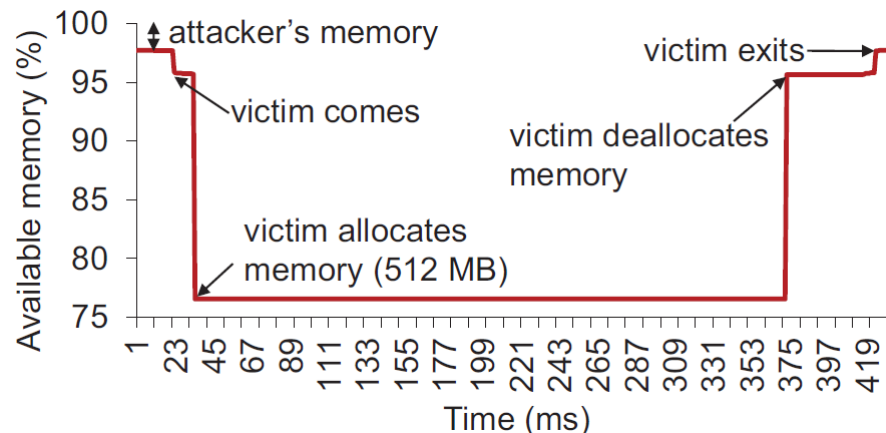 Available memory (%)
100
95
90
85
80
75
attacker's memory
victim comes
victim allocates
memory (512 MB)
victim exits
victim deallocates
memory
1
23
45
67
89
111
133
155
177
199
221
243
265
287
309
331
353
375
397
419
Time (ms)